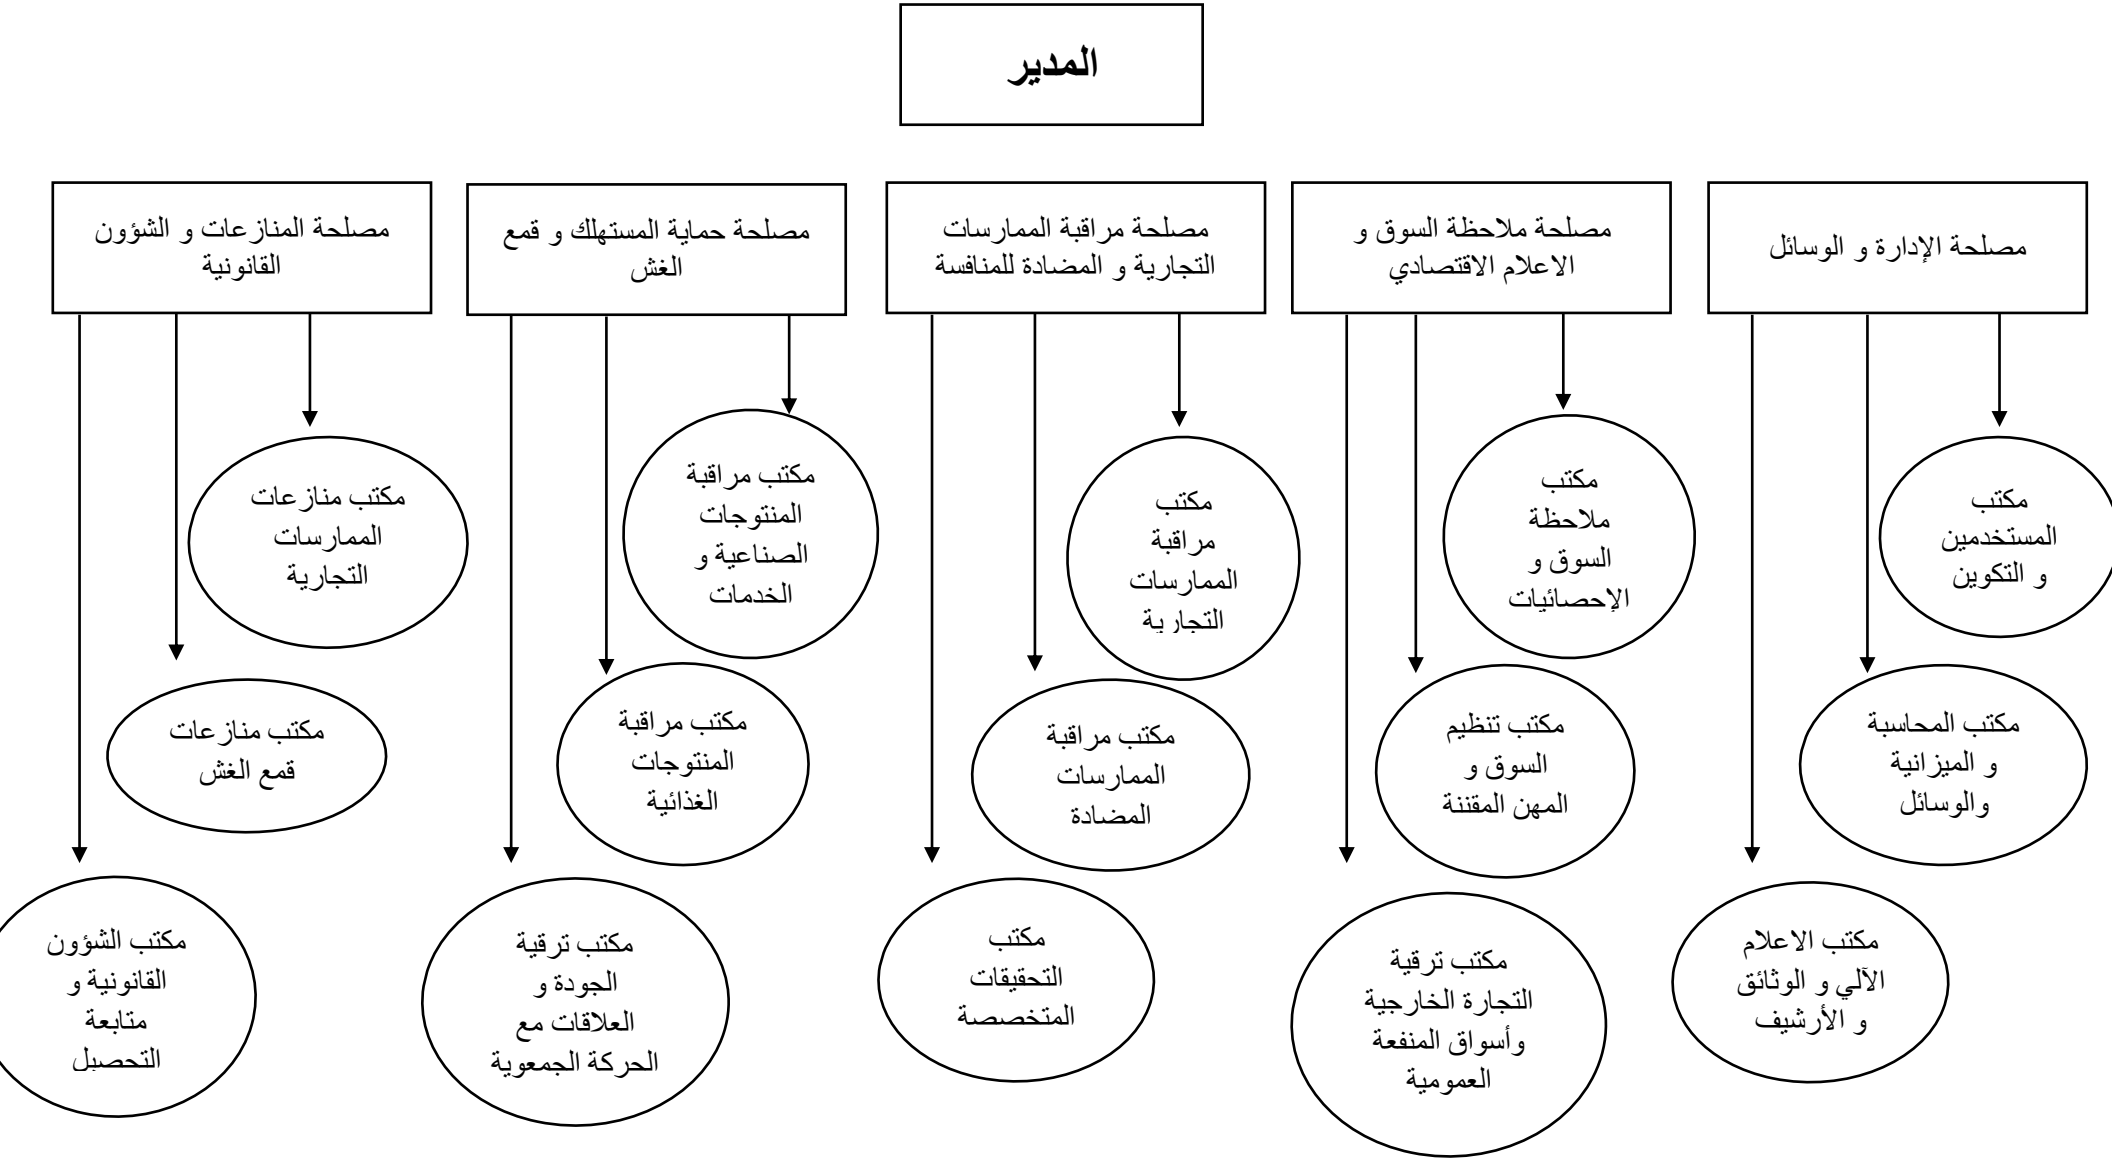 المدير
مصلحة الإدارة و الوسائل
مصلحة ملاحظة السوق و
الاعلام الاقتصادي
مصلحة مراقبة الممارسات
التجارية و المضادة للمنافسة
مصلحة حماية المستهلك و قمع
الغش
مصلحة المنازعات و الشؤون
القانونية
مكتب
المستخدمين
و التكوين
مكتب
ملاحظة
السوق و
الإحصائيات
مكتب
مراقبة
الممارسات
التجارية
مكتب مراقبة
المنتوجات
الصناعية و
الخدمات
مكتب منازعات
الممارسات
التجارية
مكتب المحاسبة
و الميزانية
والوسائل
مكتب تنظيم
السوق و
المهن المقننة
مكتب مراقبة
الممارسات
المضادة
مكتب مراقبة
المنتوجات
الغذائية
مكتب منازعات
قمع الغش
مكتب الاعلام
الآلي و الوثائق
و الأرشيف
مكتب ترقية
التجارة الخارجية
وأسواق المنفعة
العمومية
مكتب
التحقيقات
المتخصصة
مكتب ترقية
الجودة و
العلاقات مع
الحركة الجمعوية
مكتب الشؤون
القانونية و
متابعة
التحصيل